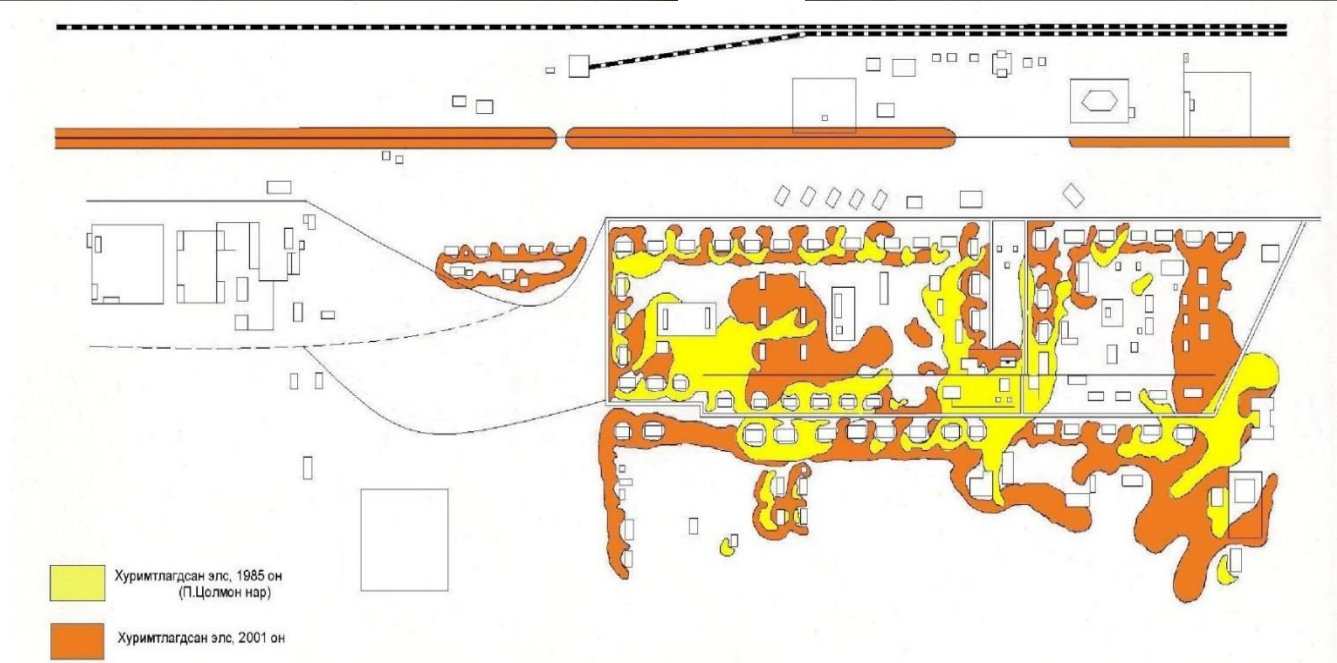 Хуримтлагдсан элс, 1985 он
(П.Цолмон нар)
Хуримтлагдсан элс, 2001 он